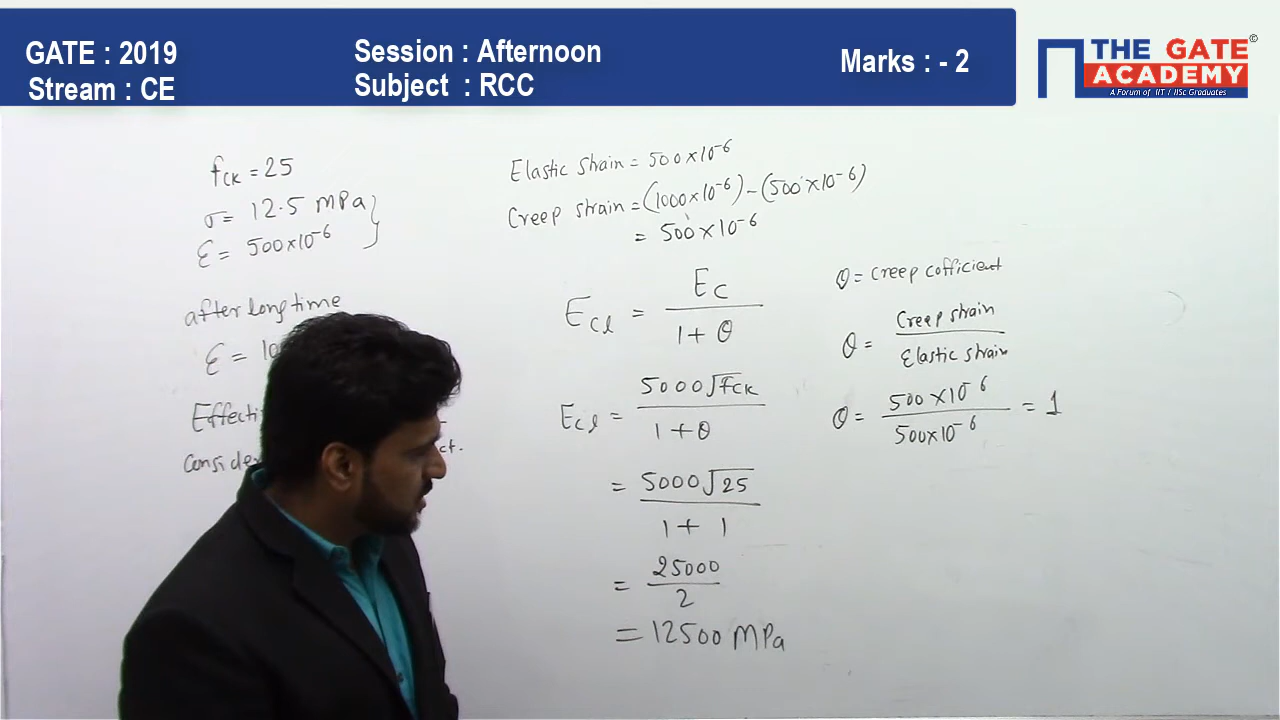 GATE : 2019
Stream : CE
Session : Afternoon
Subject : RCC
Marks : - 2
THE GATE ACADEMY
©
A Forum of IIT / IISc Graduates
fCK = 25
σ = 12.5 MPa
ε = 500×10-6
after long time
ε = 10
Effecti
Conside
ct.
Elastic Strain = 500×10-6
Creep strain = (1000×10-6) - (500×10-6)
= 500×10-6
Ecl = EC / 1 + θ
Ecl = 5000√fCK / 1 + θ
= 5000√25 / 1 + 1
= 25000 / 2
= 12500 MPa
θ = Creep cofficient
θ = Creep strain / Elastic strain
θ = 500×10-6 / 500×10-6 = 1